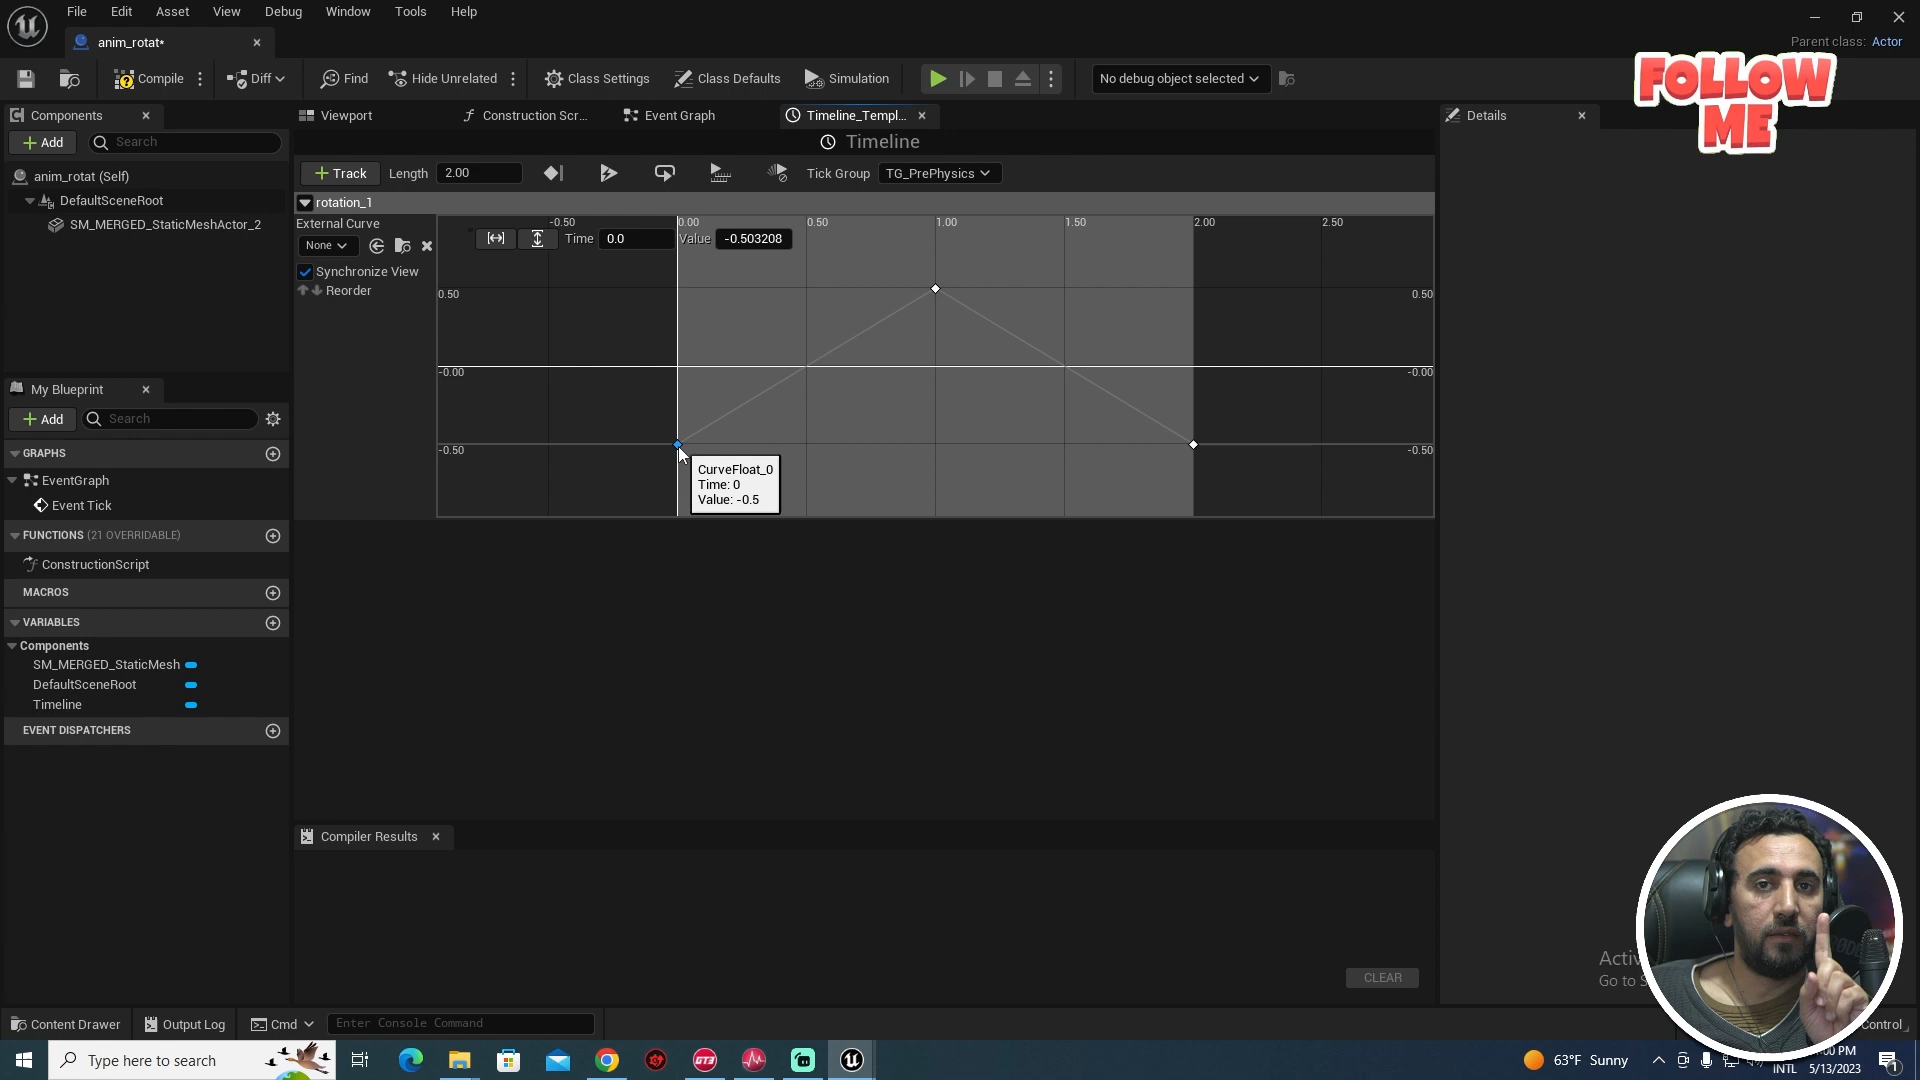 File Edit Asset View Debug Window Tools Help
anim_rotat*
Parent class: Actor
Compile Diff Find Hide Unrelated Class Settings Class Defaults Simulation No debug object selected
FOLLOW
ME
Components
Viewport Construction Scr... Event Graph Timeline_Templ... Details
Add Search
Timeline
Track Length 2.00 Tick Group TG_PrePhysics
anim_rotat (Self)
DefaultSceneRoot
SM_MERGED_StaticMeshActor_2
rotation_1
External Curve
None
Synchronize View
Reorder
-0.50 0.00 0.50 1.00 1.50 2.00 2.50
Time 0.0 Value -0.503208
0.50 0.50
-0.00 -0.00
-0.50 -0.50
CurveFloat_0
Time: 0
Value: -0.5
My Blueprint
Add Search
GRAPHS
EventGraph
Event Tick
FUNCTIONS (21 OVERRIDABLE)
ConstructionScript
MACROS
VARIABLES
Components
SM_MERGED_StaticMesh
DefaultSceneRoot
Timeline
EVENT DISPATCHERS
Compiler Results
CLEAR
Content Drawer Output Log Cmd Enter Console Command
Control
Type here to search
63°F Sunny
INTL 5/13/2023